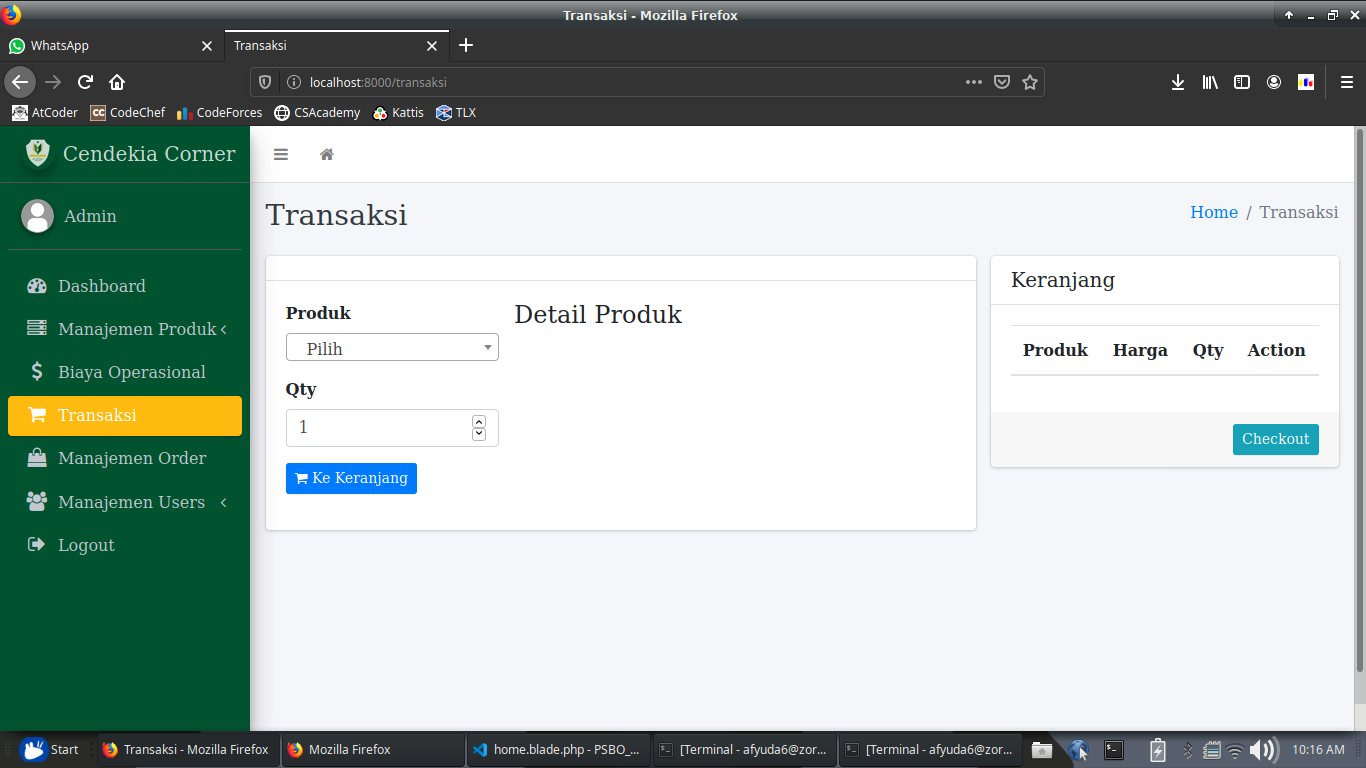 Transaksi - Mozilla Firefox
WhatsApp
Transaksi
localhost:8000/transaksi
AtCoder CC CodeChef CodeForces CSAcademy Kattis TLX
Cendekia Corner
Admin
Dashboard
Manajemen Produk
Biaya Operasional
Transaksi
Manajemen Order
Manajemen Users
Logout
Transaksi
Home / Transaksi
Produk
Pilih
Qty
1
Ke Keranjang
Detail Produk
Keranjang
Produk Harga Qty Action
Checkout
Start Transaksi - Mozilla Firefox Mozilla Firefox home.blade.php - PSBO_... [Terminal - afyuda6@zor... [Terminal - afyuda6@zor... 10:16 AM